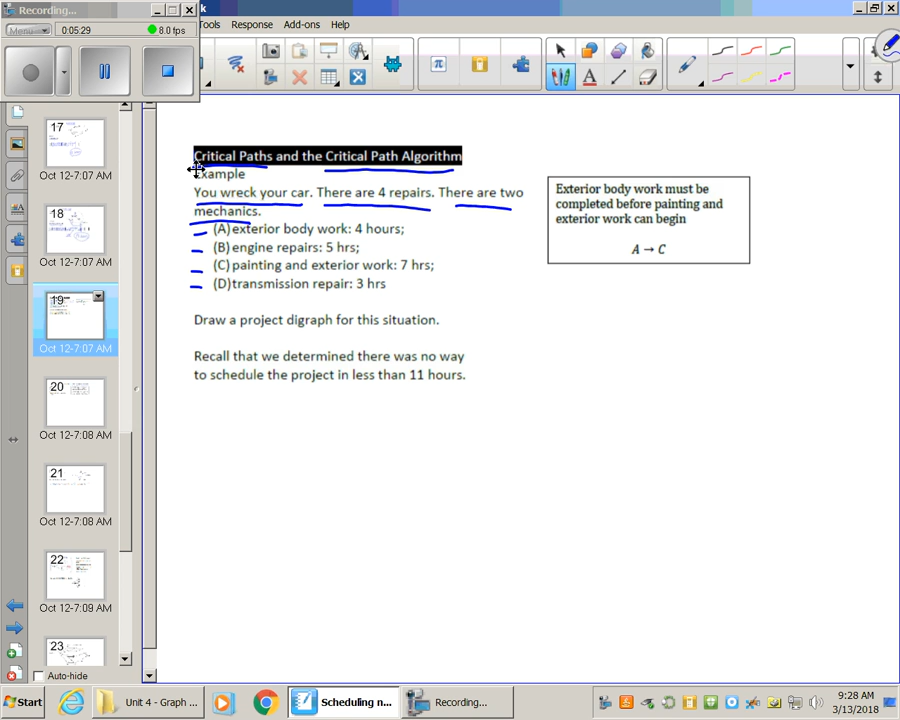 Recording...
Menu
0:05:29
8.0 fps
Tools Response Add-ons Help
17
Oct 12-7:07 AM
18
Oct 12-7:07 AM
19
Oct 12-7:07 AM
20
Oct 12-7:08 AM
21
Oct 12-7:08 AM
22
Oct 12-7:09 AM
23
Auto-hide
Critical Paths and the Critical Path Algorithm
Example
You wreck your car. There are 4 repairs. There are two
mechanics.
(A) exterior body work: 4 hours;
(B) engine repairs: 5 hrs;
(C) painting and exterior work: 7 hrs;
(D) transmission repair: 3 hrs
Draw a project digraph for this situation.
Recall that we determined there was no way
to schedule the project in less than 11 hours.
Exterior body work must be
completed before painting and
exterior work can begin
A → C
Start
Unit 4 - Graph ...
Scheduling n...
Recording...
9:28 AM
3/13/2018